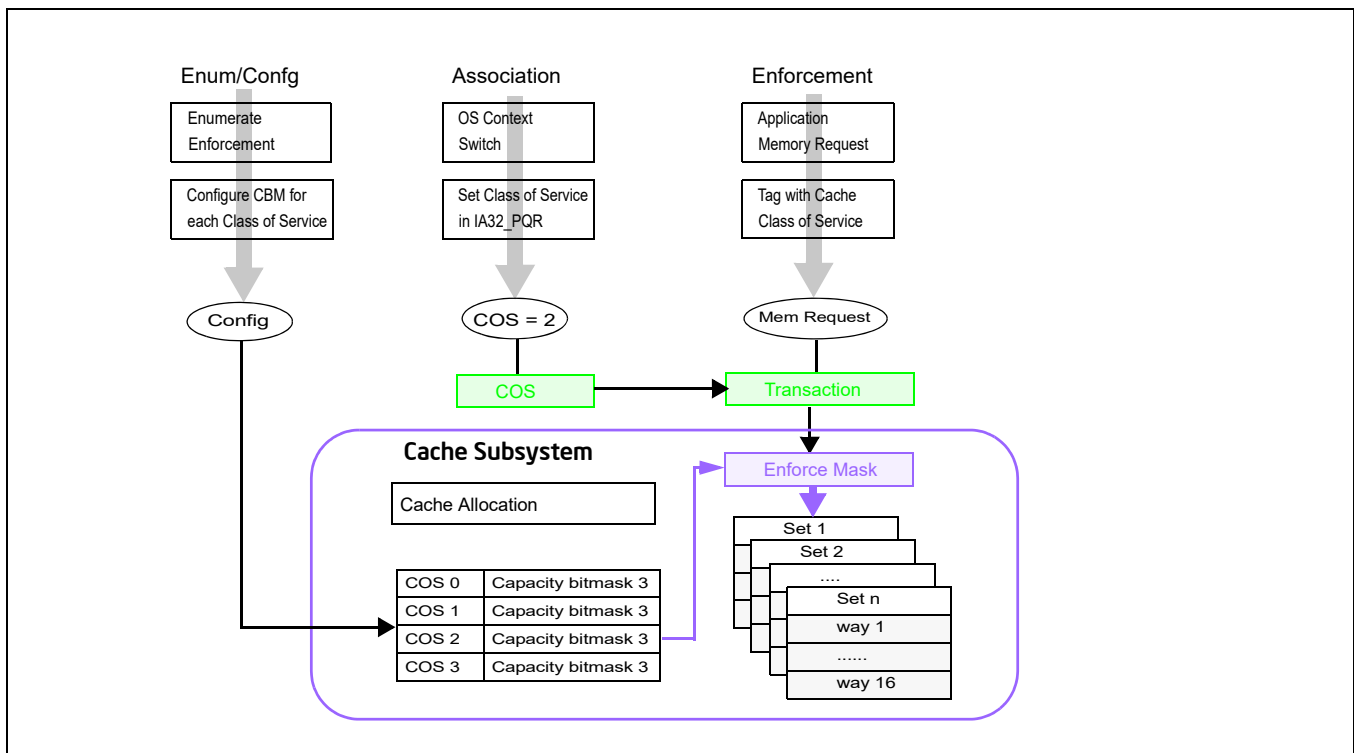 Enum/Confg
Association
Enforcement
Enumerate
Enforcement
OS Context
Switch
Application
Memory Request
Configure CBM for
each Class of Service
Set Class of Service
in IA32_PQR
Tag with Cache
Class of Service
Config
COS = 2
Mem Request
COS
Transaction
Cache Subsystem
Enforce Mask
Cache Allocation
COS 0 Capacity bitmask 3
COS 1 Capacity bitmask 3
COS 2 Capacity bitmask 3
COS 3 Capacity bitmask 3
Set 1
Set 2
....
Set n
way 1
......
way 16